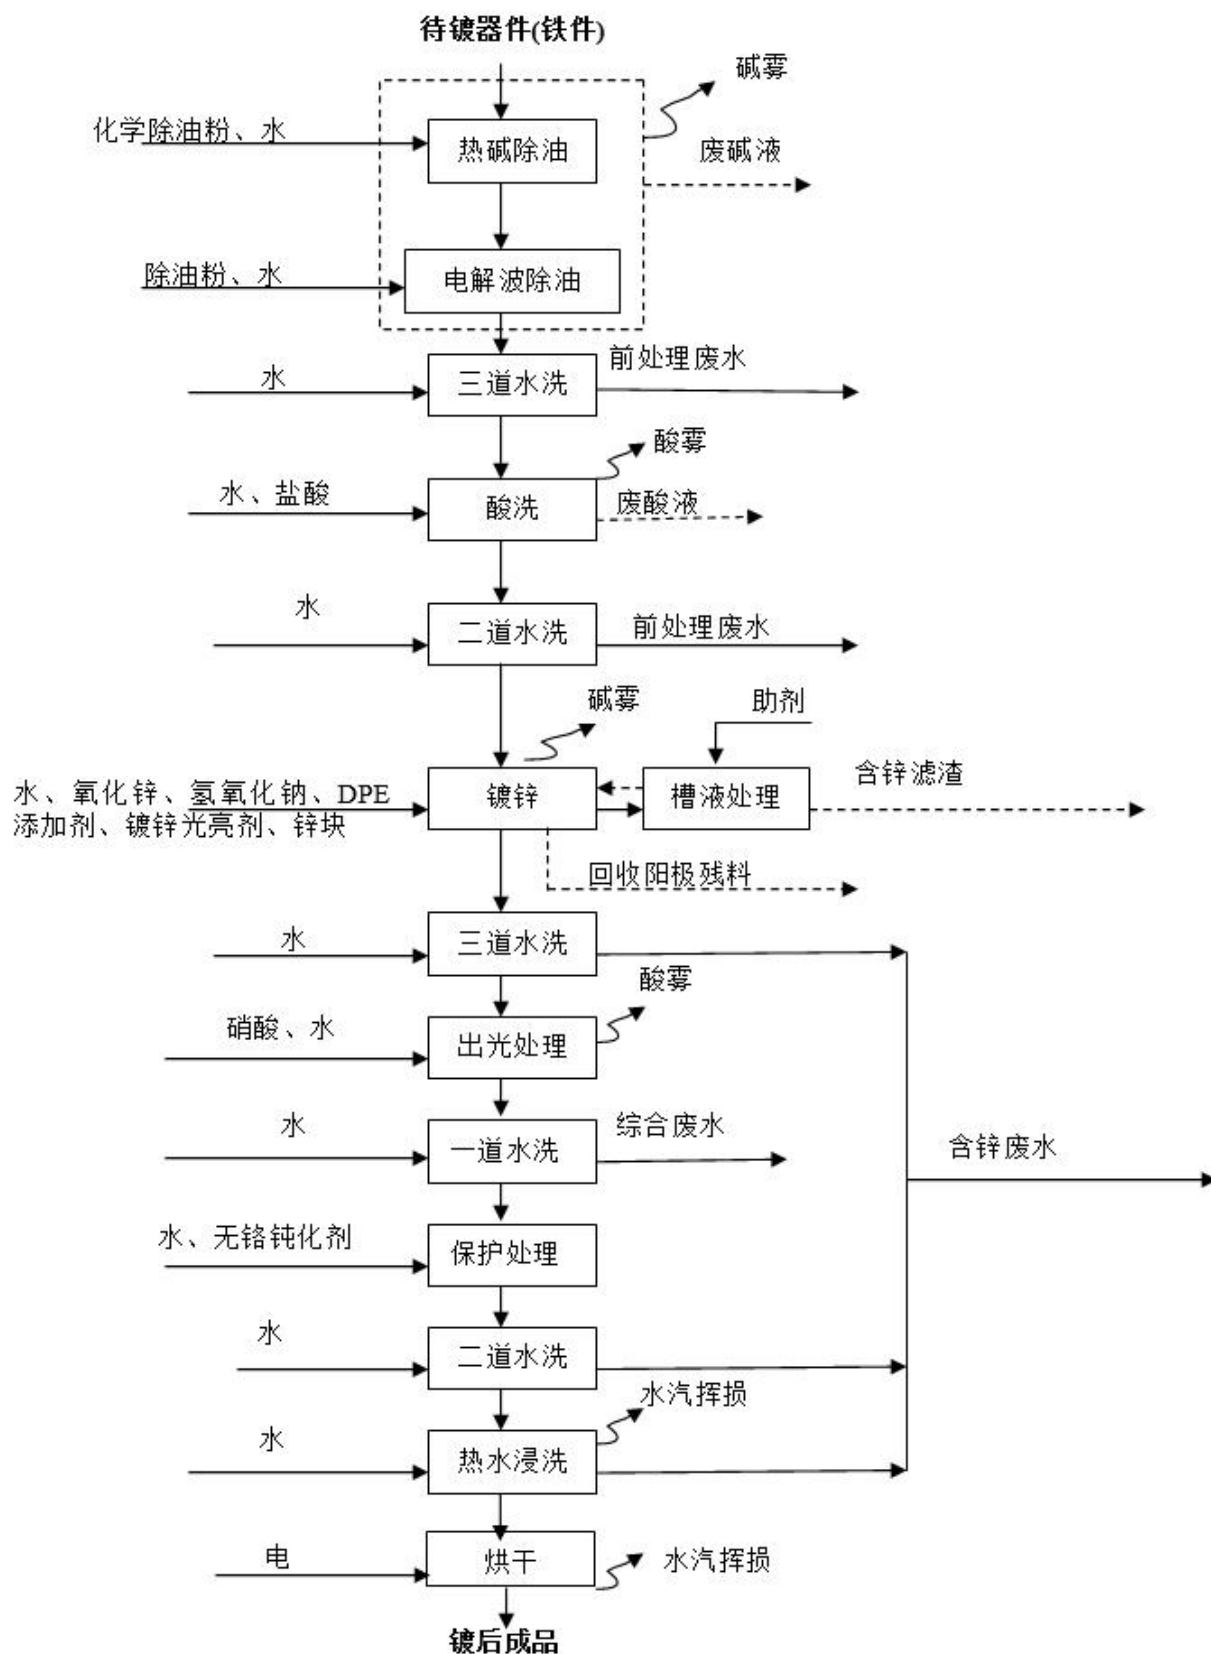 待镀器件(铁件)
碱雾
化学除油粉、水
热碱除油
废碱液
除油粉、水
电解波除油
前处理废水
水
三道水洗
酸雾
水、盐酸
酸洗
废酸液
水
二道水洗
前处理废水
碱雾
助剂
水、氧化锌、氢氧化钠、DPE
添加剂、镀锌光亮剂、锌块
镀锌
槽液处理
含锌滤渣
回收阳极残料
水
三道水洗
酸雾
硝酸、水
出光处理
水
一道水洗
综合废水
含锌废水
水、无铬钝化剂
保护处理
水
二道水洗
水汽挥损
水
热水浸洗
电
烘干
水汽挥损
镀后成品